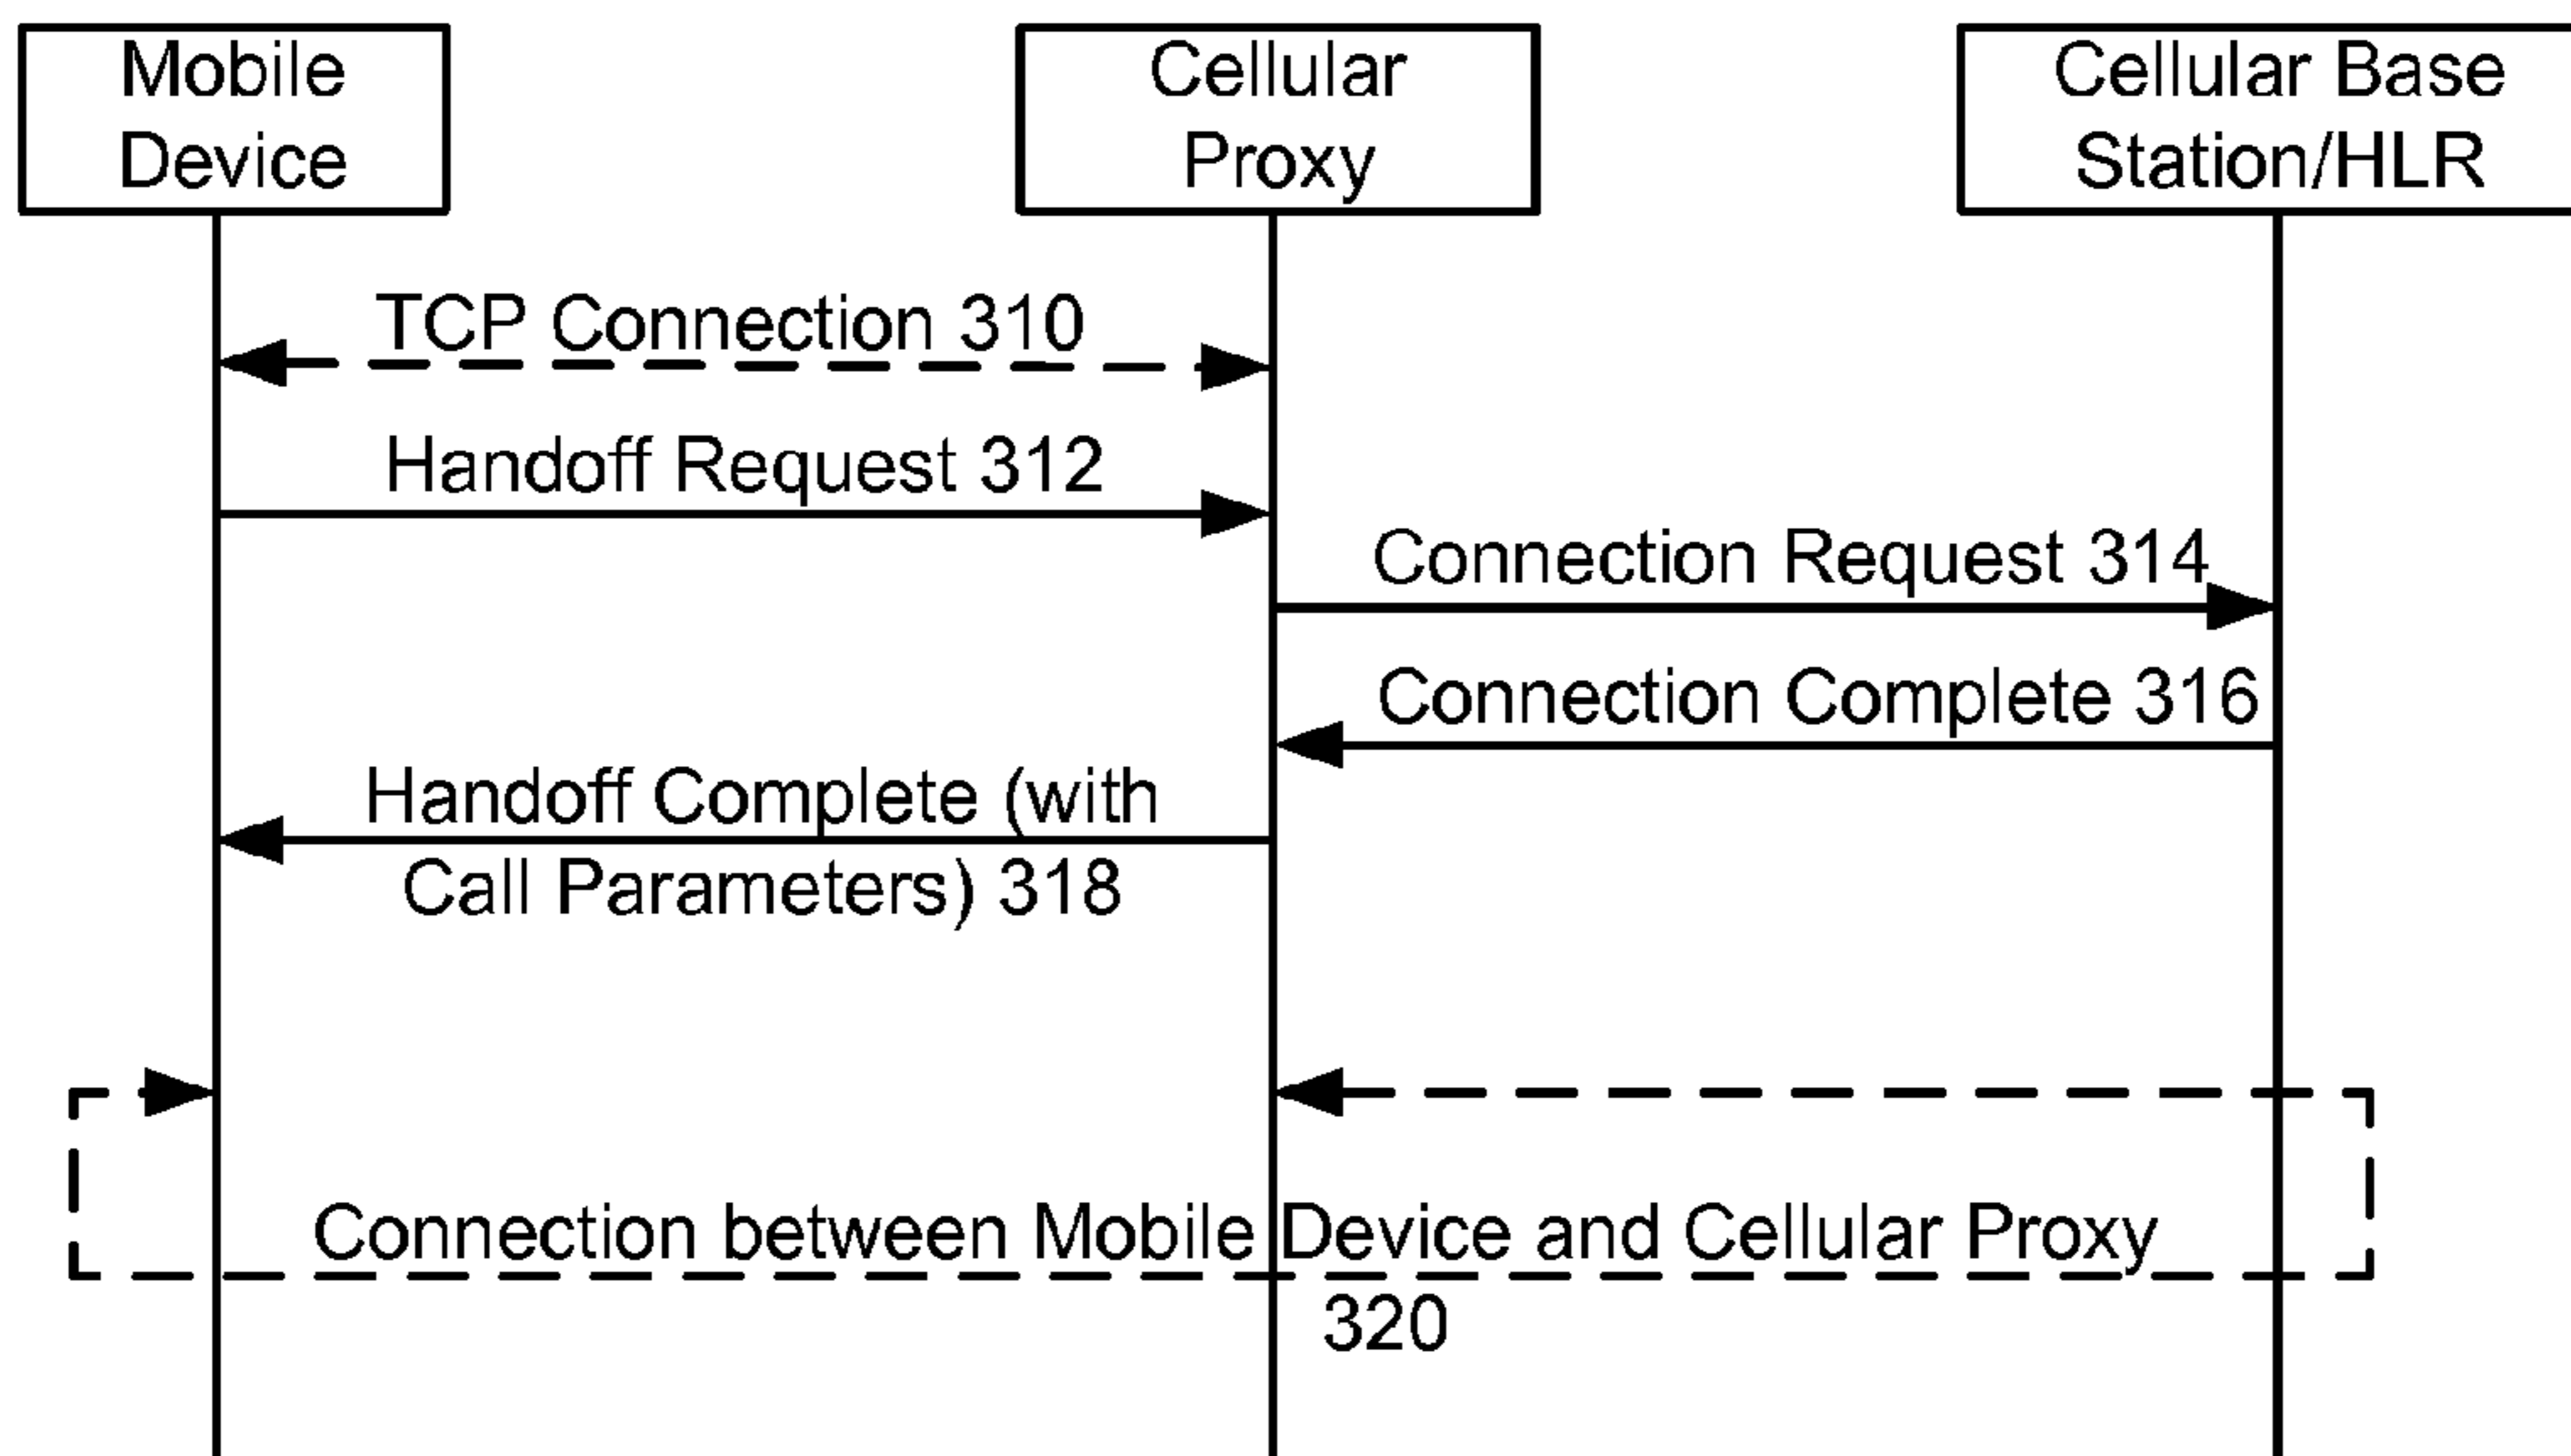 Mobile
Device
Cellular
Proxy
Cellular Base
Station/HLR
TCP Connection 310
Handoff Request 312
Connection Request 314
Connection Complete 316
Handoff Complete (with
Call Parameters) 318
Connection between Mobile Device and Cellular Proxy
320